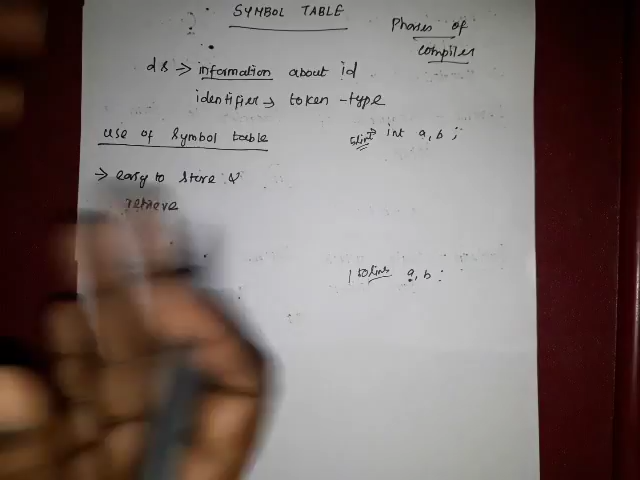 SYMBOL TABLE
Phases of
compiler
ds → information about id
identifier → token - type
use of symbol table
int a, b ;
→ easy to store &
retrieve
a, b ;